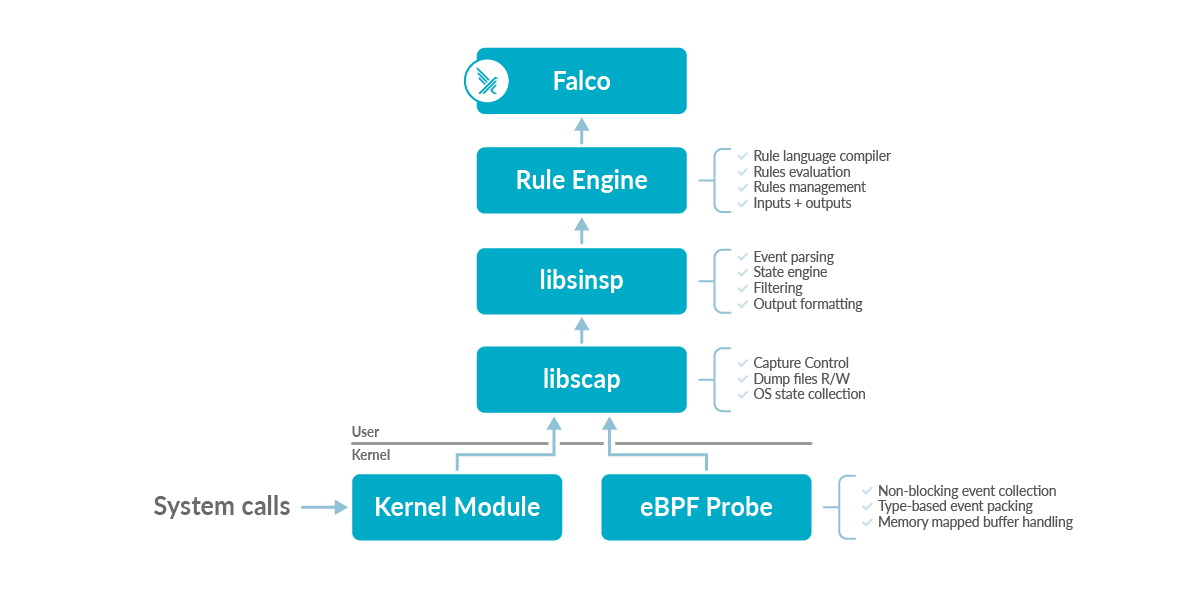 Falco
Rule Engine
Rule language compiler
Rules evaluation
Rules management
Inputs + outputs
libsinsp
Event parsing
State engine
Filtering
Output formatting
libscap
Capture Control
Dump files R/W
OS state collection
User
Kernel
System calls
Kernel Module
eBPF Probe
Non-blocking event collection
Type-based event packing
Memory mapped buffer handling